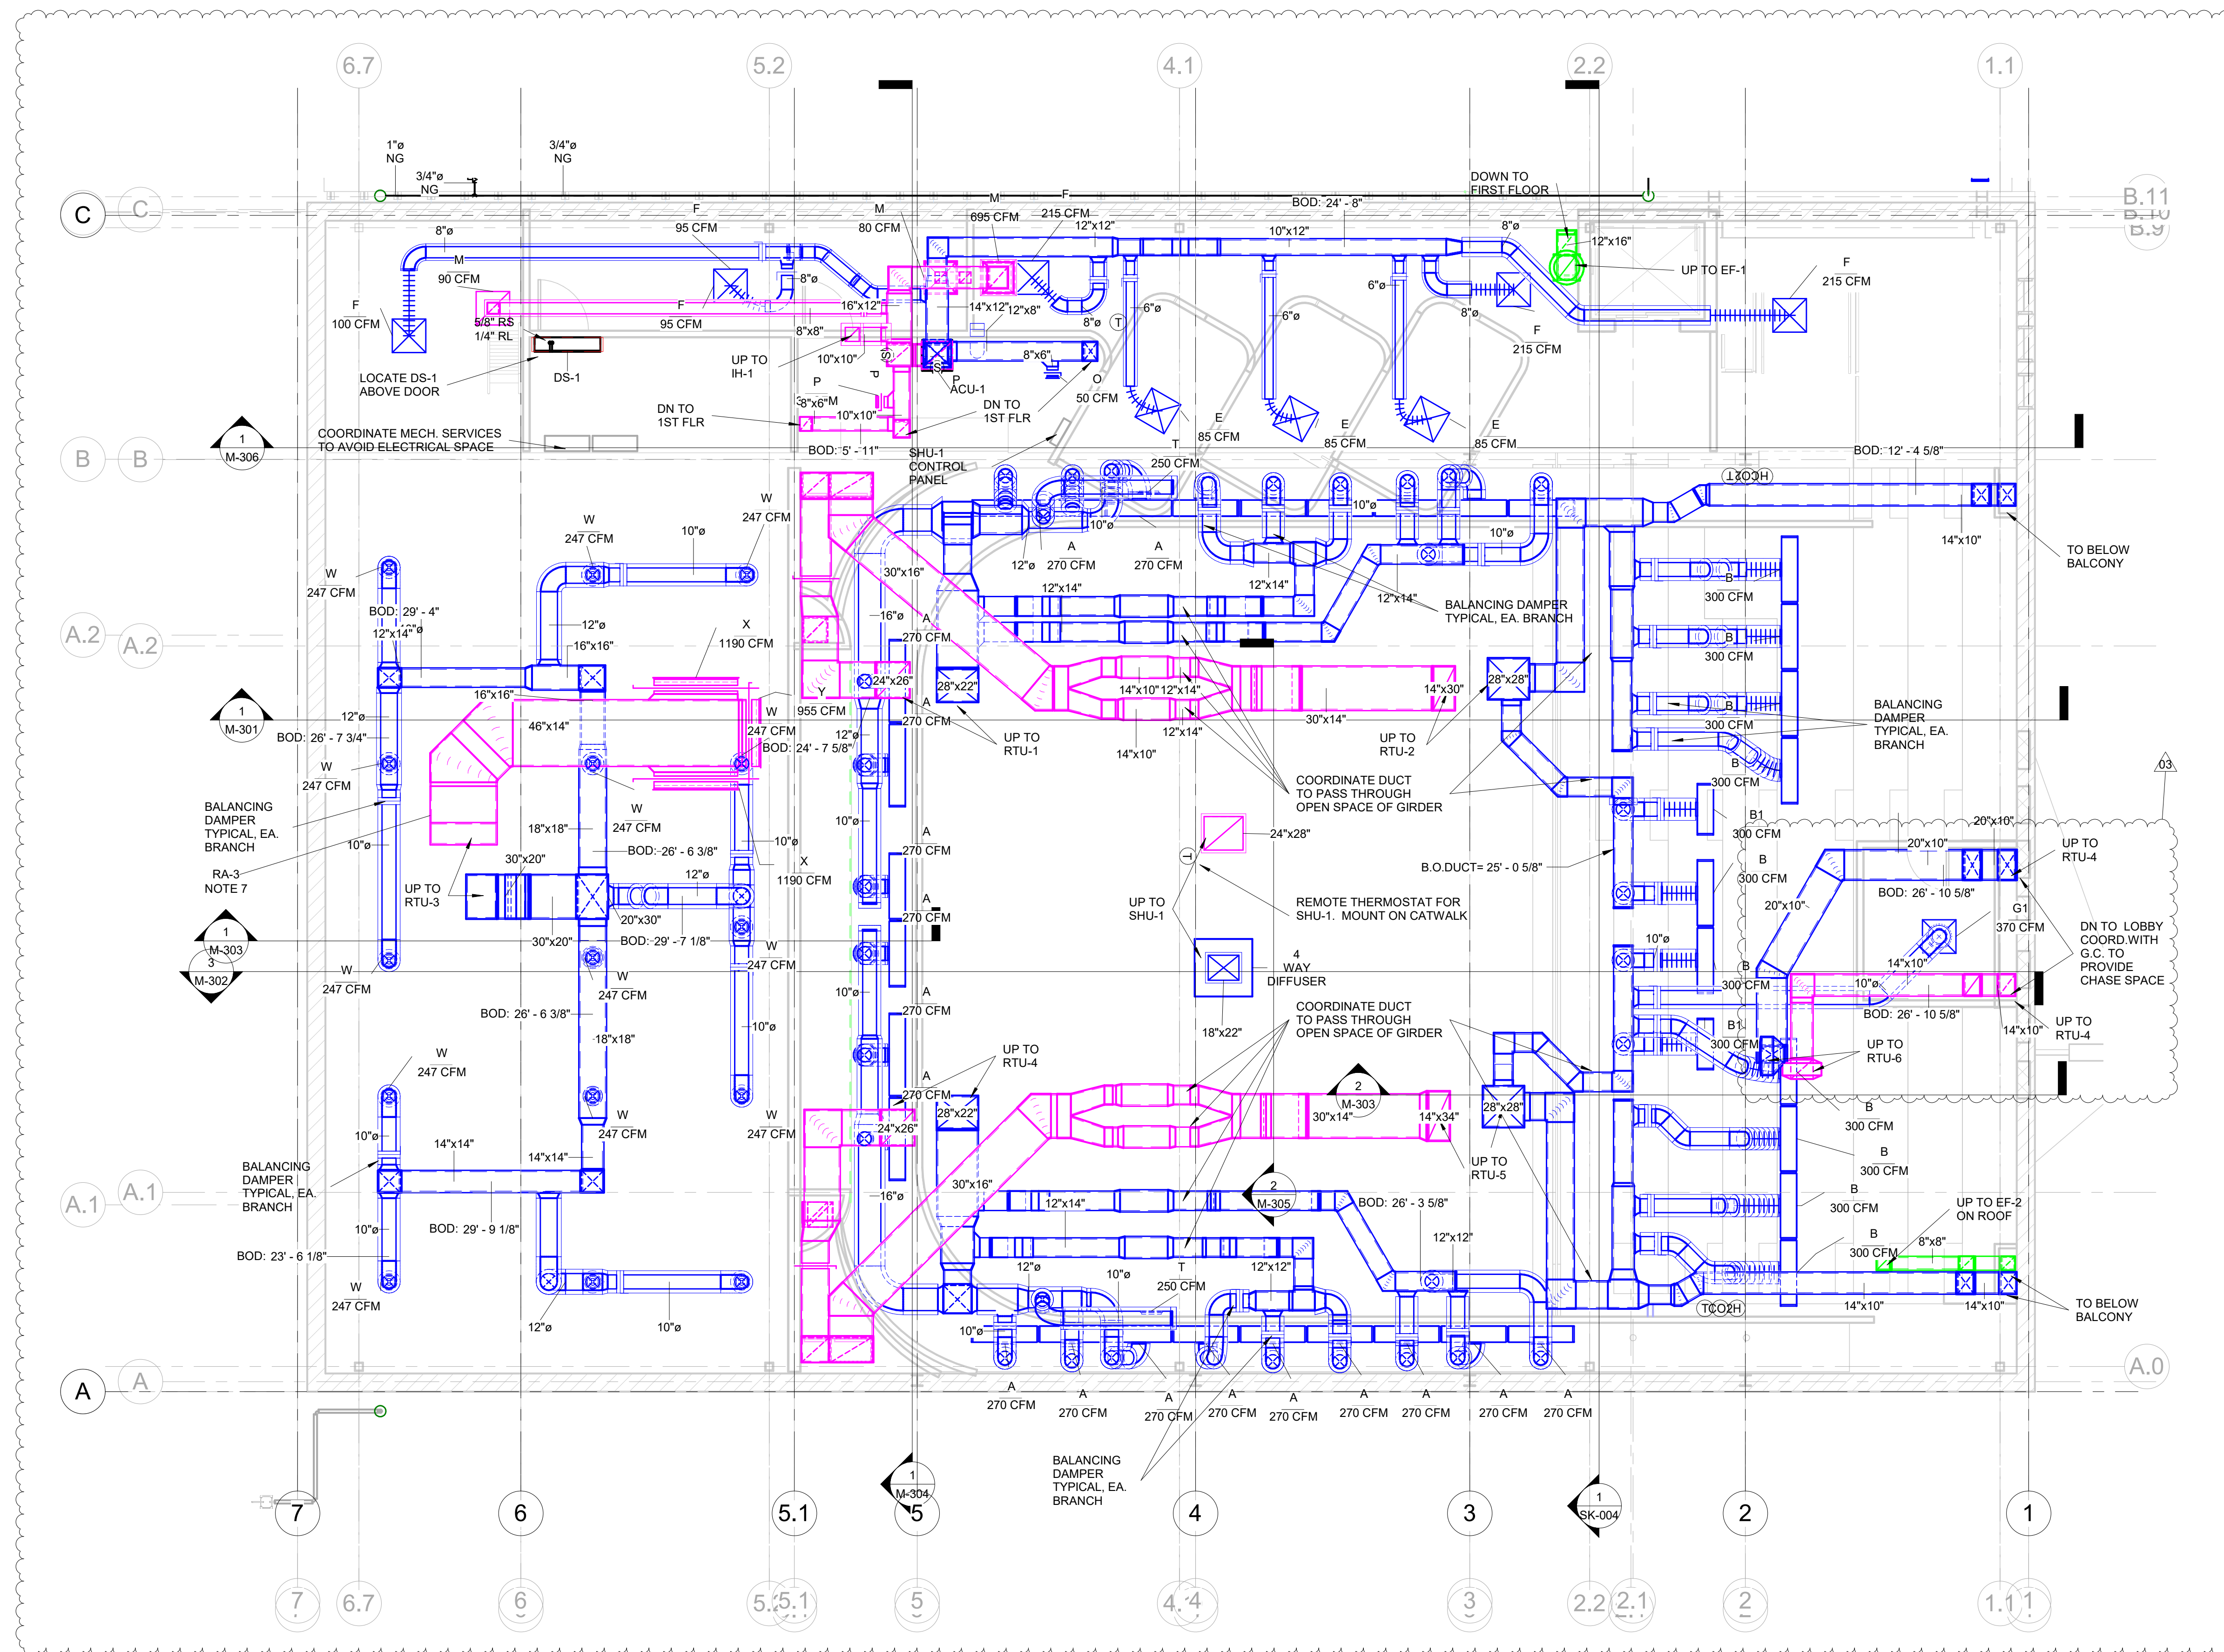 6.7
5.2
4.1
2.2
1.1
1"ø
NG
3/4"ø
NG
3/4"ø
NG
DOWN TO
FIRST FLOOR
C
C
B.11
B.10
B.9
8"ø
M
90 CFM
F
100 CFM
5/8" RS
1/4" RL
LOCATE DS-1
ABOVE DOOR
DS-1
F
95 CFM
8"ø
F
95 CFM
8"x8"
M
80 CFM
M
695 CFM
F
215 CFM
12"x12"
BOD: 24' - 8"
10"x12"
8"ø
12"x16"
UP TO EF-1
F
215 CFM
16"x12"
14"x12"
12"x8"
8"ø
6"ø
6"ø
6"ø
8"ø
F
215 CFM
T
UP TO
IH-1
10"x10"
S
P
S
P
ACU-1
8"x6"
O
50 CFM
DN TO
1ST FLR
P
8"x6"
10"x10"
DN TO
1ST FLR
BOD: 5' - 11"
SHU-1
CONTROL
PANEL
E
85 CFM
E
85 CFM
E
85 CFM
T
250 CFM
COORDINATE MECH. SERVICES
TO AVOID ELECTRICAL SPACE
1
M-306
B
B
BOD: 12' - 4 5/8"
HCO2T
14"x10"
TO BELOW
BALCONY
W
247 CFM
W
247 CFM
10"ø
W
247 CFM
BOD: 29' - 4"
12"x14"
12"ø
16"x16"
X
1190 CFM
A.2
A.2
30"x16"
12"ø
10"ø
A
270 CFM
A
270 CFM
10"ø
10"ø
12"x14"
12"x14"
12"x14"
BALANCING DAMPER
TYPICAL, EA. BRANCH
16"ø
A
270 CFM
B
300 CFM
B
300 CFM
B
300 CFM
B
300 CFM
16"x16"
46"x14"
Y
955 CFM
24"x26"
28"x22"
14"x10"
12"x14"
14"x10"
12"x14"
30"x14"
14"x30"
28"x28"
UP TO
RTU-1
UP TO
RTU-2
1
M-301
12"ø
BOD: 26' - 7 3/4"
W
247 CFM
W
247 CFM
BOD: 24' - 7 5/8"
12"ø
A
270 CFM
BALANCING
DAMPER
TYPICAL, EA.
BRANCH
BALANCING
DAMPER
TYPICAL, EA.
BRANCH
03
COORDINATE DUCT
TO PASS THROUGH
OPEN SPACE OF GIRDER
10"ø
RA-3
NOTE 7
UP TO
RTU-3
30"x20"
18"x18"
W
247 CFM
BOD: 26' - 6 3/8"
10"ø
X
1190 CFM
10"ø
A
270 CFM
24"x28"
T
B.O.DUCT= 25' - 0 5/8"
B1
300 CFM
B
300 CFM
20"x10"
20"x10"
UP TO
RTU-4
BOD: 26' - 10 5/8"
20"x10"
G1
370 CFM
DN TO LOBBY
COORD.WITH
G.C. TO
PROVIDE
CHASE SPACE
12"ø
20"x30"
30"x20"
BOD: 29' - 7 1/8"
A
270 CFM
UP TO
SHU-1
REMOTE THERMOSTAT FOR
SHU-1. MOUNT ON CATWALK
4
WAY
DIFFUSER
18"x22"
10"ø
B
300 CFM
14"x10"
10"ø
BOD: 26' - 10 5/8"
14"x10"
UP TO
RTU-4
1
M-303
3
M-302
W
247 CFM
W
247 CFM
W
247 CFM
BOD: 26' - 6 3/8"
18"x18"
10"ø
10"ø
A
270 CFM
COORDINATE DUCT
TO PASS THROUGH
OPEN SPACE OF GIRDER
B1
300 CFM
UP TO
RTU-6
W
247 CFM
W
247 CFM
W
247 CFM
UP TO
RTU-4
A
270 CFM
28"x22"
24"x26"
2
M-303
30"x14"
14"x34"
28"x28"
UP TO
RTU-5
B
300 CFM
B
300 CFM
B
300 CFM
B
300 CFM
10"ø
14"x14"
14"x14"
BALANCING
DAMPER
TYPICAL, EA.
BRANCH
A.1
A.1
10"ø
BOD: 29' - 9 1/8"
BOD: 23' - 6 1/8"
W
247 CFM
12"ø
10"ø
16"ø
30"x16"
12"x14"
2
M-305
BOD: 26' - 3 5/8"
12"x12"
12"ø
10"ø
T
250 CFM
12"x12"
10"ø
UP TO EF-2
ON ROOF
8"x8"
14"x10"
14"x10"
TCO2H
TO BELOW
BALCONY
A
A
A.0
A
270 CFM
A
270 CFM
A
270 CFM
A
270 CFM
A
270 CFM
A
270 CFM
A
270 CFM
A
270 CFM
A
270 CFM
BALANCING
DAMPER
TYPICAL, EA.
BRANCH
1
M-304
1
SK-004
7
6
5.1
5
4
3
2
1
7
6.7
6
5.2
5.1
5
4.1
4
3
2.2
2.1
2
1.1
1